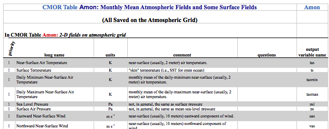 CMOR Table Amon: Monthly Mean Atmospheric Fields and Some Surface Fields
(All Saved on the Atmospheric Grid)
In CMOR Table Amon: 2-D fields on atmospheric grid
priority long name units comment questions output variable name
1 Near-Surface Air Temperature K near-surface (usually, 2 meter) air temperature. tas
1 Surface Temperature K "skin" temperature (i.e., SST for open ocean) ts
1 Daily Minimum Near-Surface Air Temperature K monthly mean of the daily-minimum near-surface (usually, 2 meter) air temperature. tasmin
1 Daily Maximum Near-Surface Air Temperature K monthly mean of the daily-maximum near-surface (usually, 2 meter) air temperature. tasmax
1 Sea Level Pressure Pa not, in general, the same as surface pressure psl
1 Surface Air Pressure Pa not, in general, the same as mean sea-level pressure ps
1 Eastward Near-Surface Wind m s-1 near-surface (usually, 10 meters) eastward component of wind. uas
Northward Near-Surface Wind near-surface (usually, 10 meters) northward component of